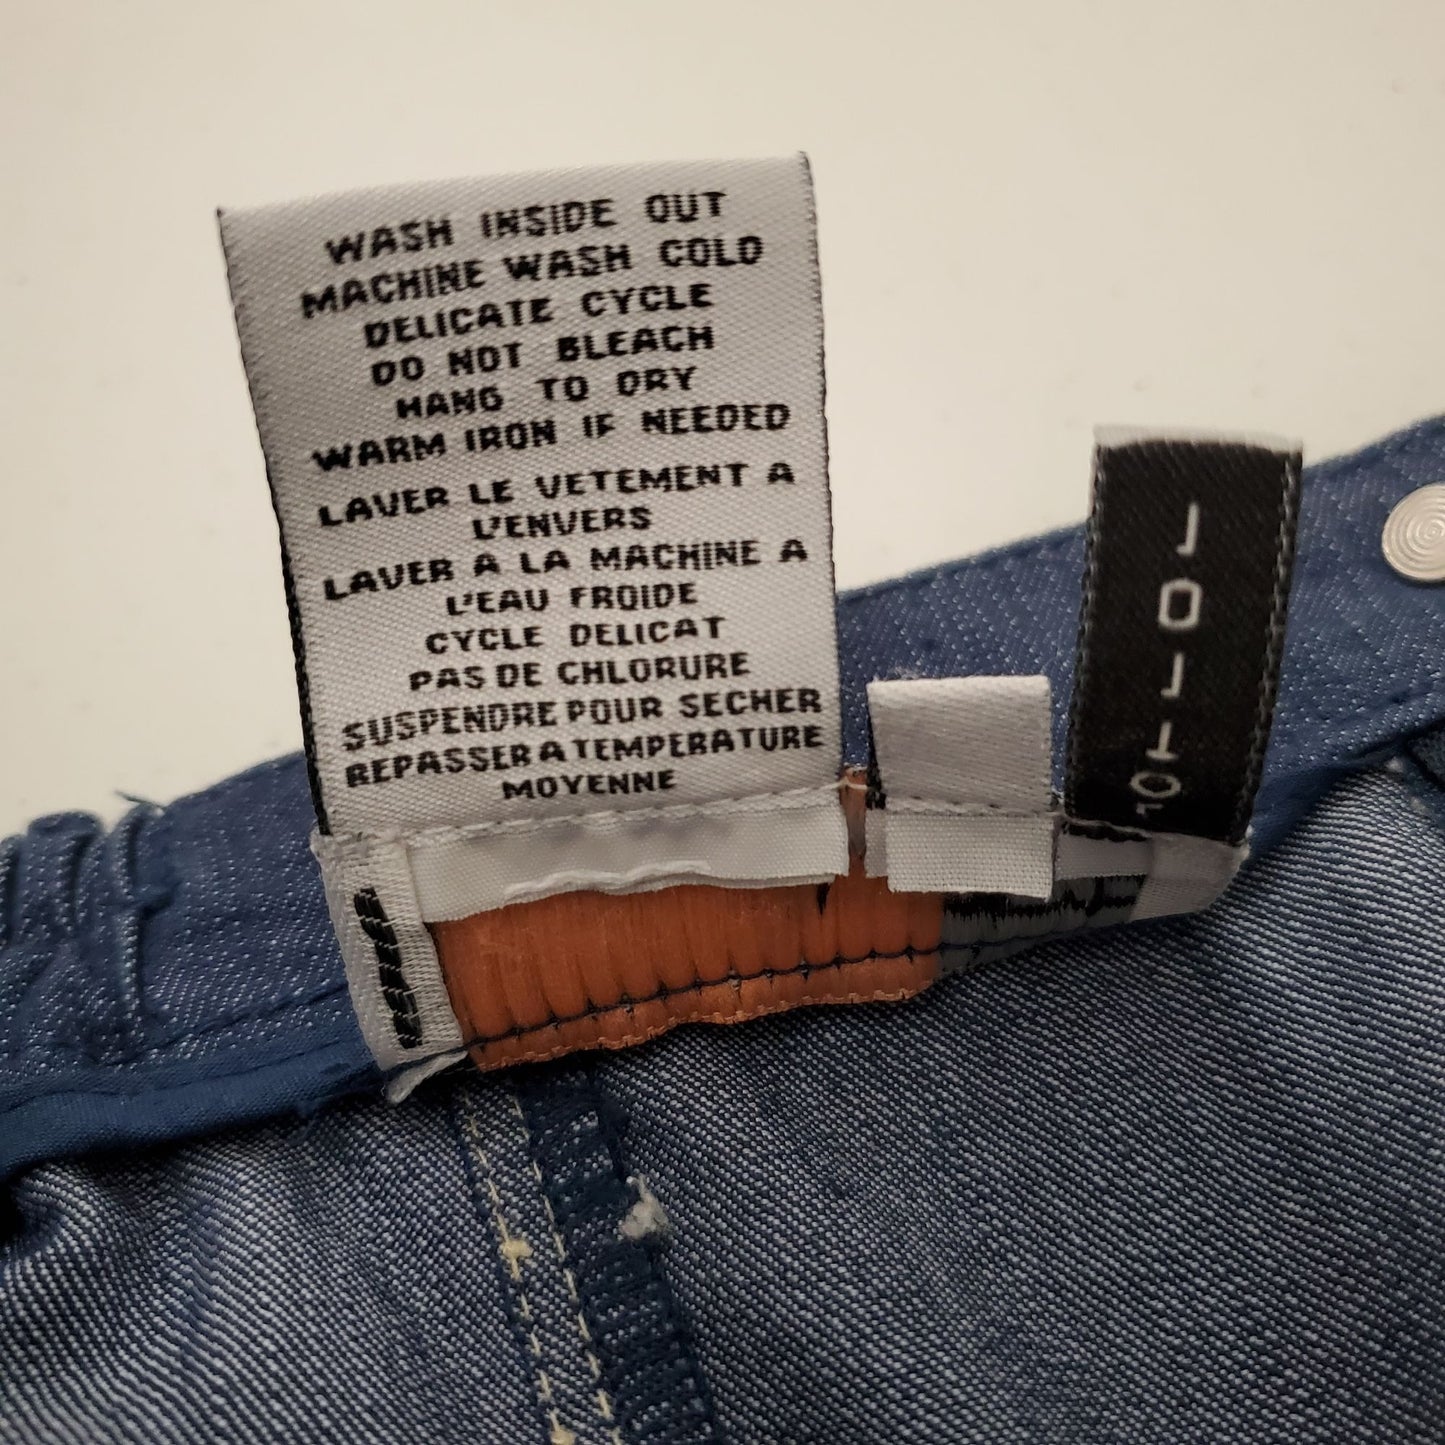 WASH INSIDE OUT
MACHINE WASH COLD
DELICATE CYCLE
DO NOT BLEACH
HANG TO DRY
WARM IRON IF NEEDED
LAVER LE VETEMENT A
L'ENVERS
LAVER A LA MACHINE A
L'EAU FROIDE
CYCLE DELICAT
PAS DE CHLORURE
SUSPENDRE POUR SECHER
REPASSER A TEMPERATURE
MOYENNE